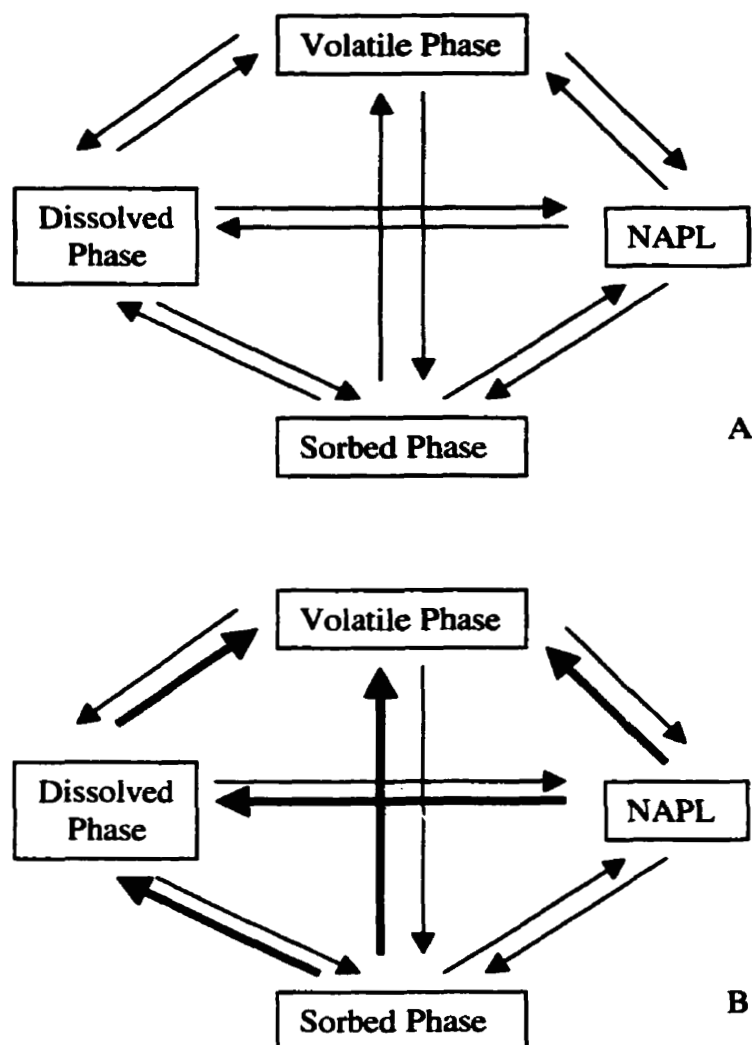 Volatile Phase
Dissolved
Phase
NAPL
Sorbed Phase
A
Volatile Phase
Dissolved
Phase
NAPL
Sorbed Phase
B